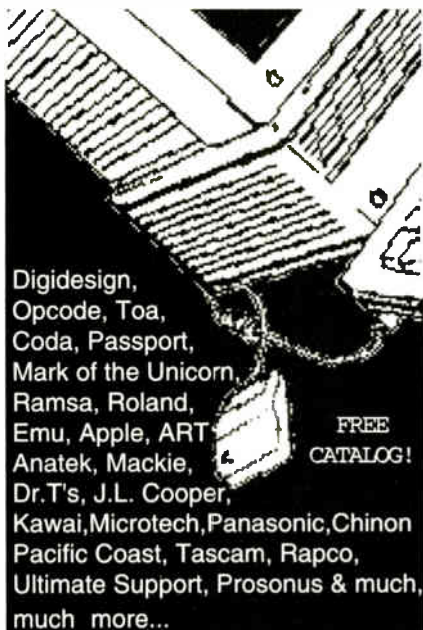 Digidesign,
Opcode, Toa,
Coda, Passport,
Mark of the Unicorn,
Ramsa, Roland,
Emu, Apple, ART
Anatek, Mackie,
Dr.T's, J.L. Cooper,
Kawai,Microtech,Panasonic,Chinon
Pacific Coast, Tascam, Rapco,
Ultimate Support, Prosonus & much,
much more...
FREE
CATALOG!